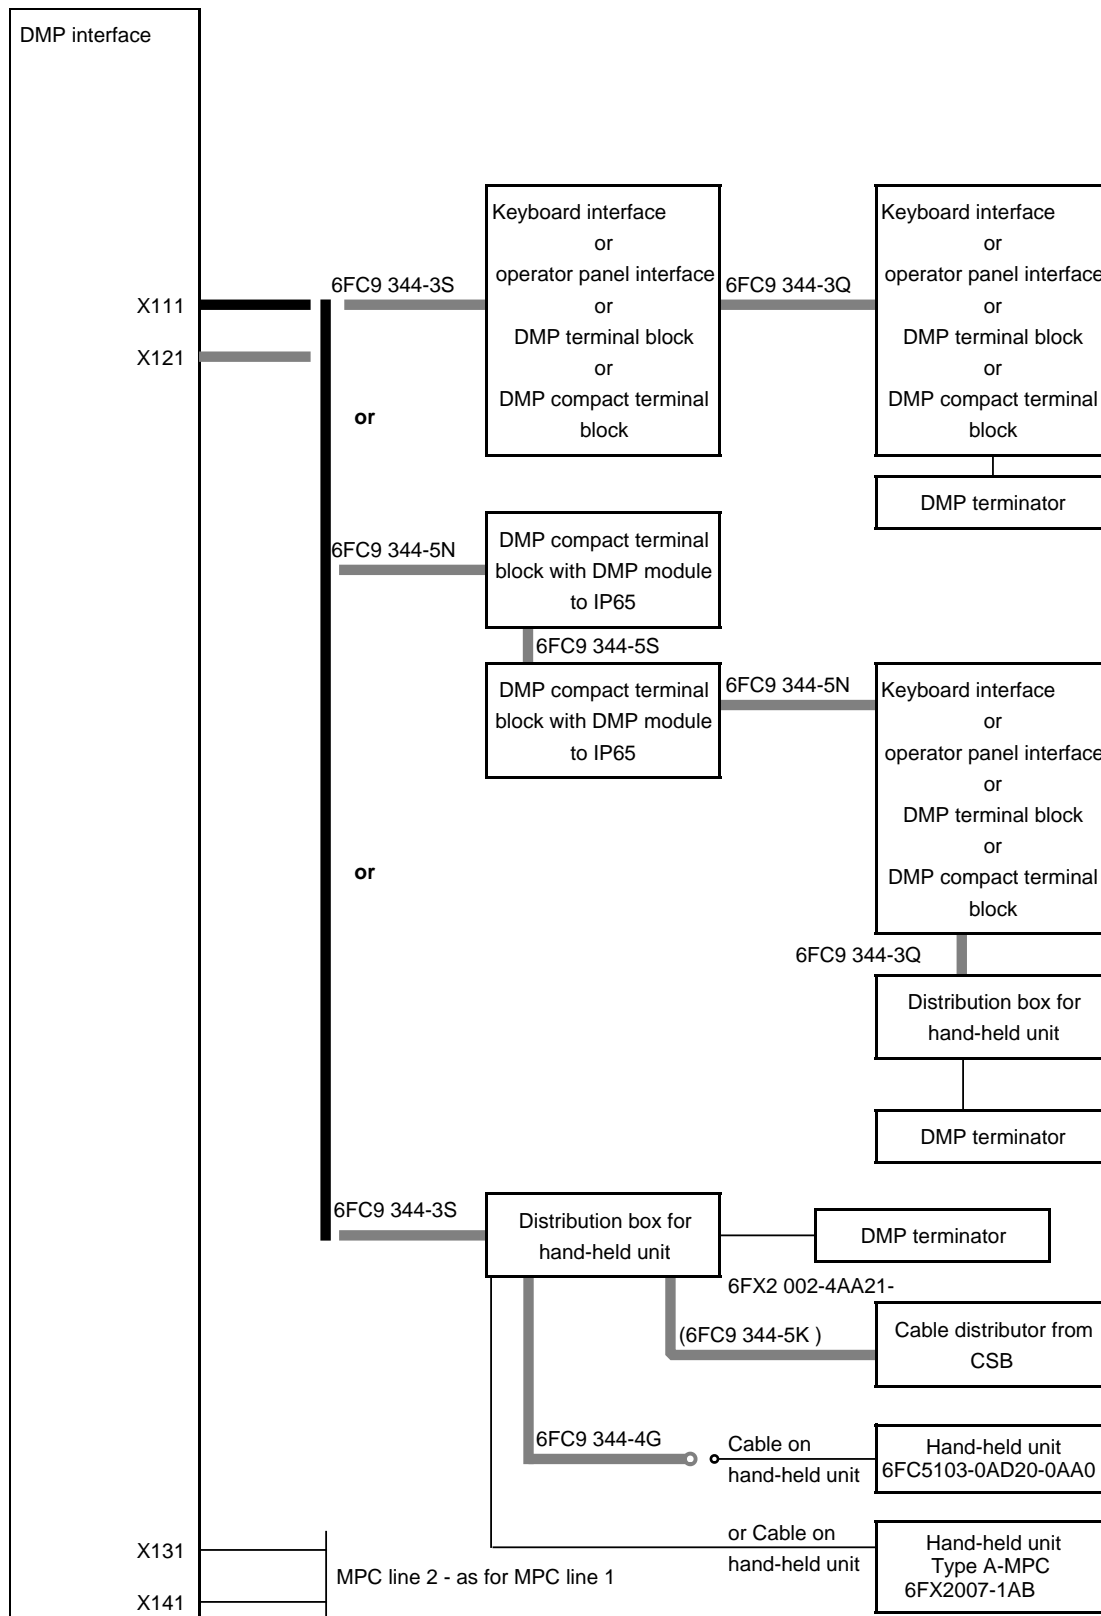 DMP interface
Keyboard interface
or
operator panel interface
or
DMP terminal block
or
DMP compact terminal
block
Keyboard interface
or
operator panel interface
or
DMP terminal block
or
DMP compact terminal
block
6FC9 344-3S
6FC9 344-3Q
X111
X121
or
DMP terminator
6FC9 344-5N
DMP compact terminal
block with DMP module
to IP65
6FC9 344-5S
DMP compact terminal
block with DMP module
to IP65
6FC9 344-5N
Keyboard interface
or
operator panel interface
or
DMP terminal block
or
DMP compact terminal
block
or
6FC9 344-3Q
Distribution box for
hand-held unit
DMP terminator
6FC9 344-3S
Distribution box for
hand-held unit
DMP terminator
6FX2 002-4AA21-
(6FC9 344-5K )
Cable distributor from
CSB
6FC9 344-4G
Cable on
hand-held unit
Hand-held unit
6FC5103-0AD20-0AA0
or Cable on
hand-held unit
Hand-held unit
Type A-MPC
6FX2007-1AB
X131
MPC line 2 - as for MPC line 1
X141